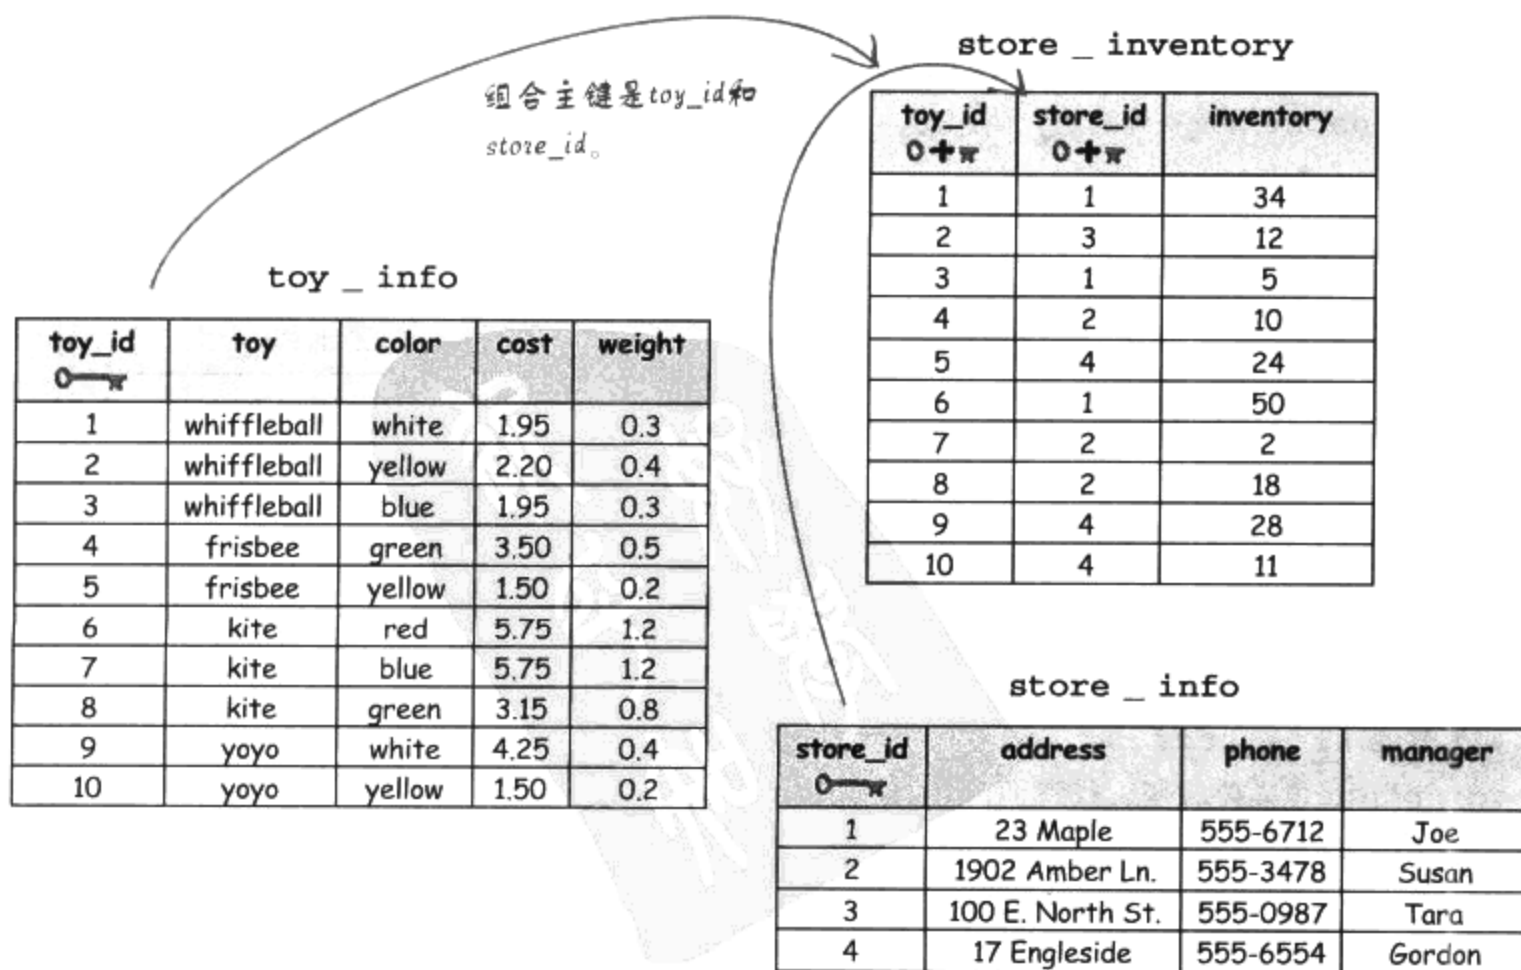 store _ inventory
组合主键是toy_id和
store_id。
toy_id store_id inventory
1 1 34
2 3 12
3 1 5
4 2 10
5 4 24
6 1 50
7 2 2
8 2 18
9 4 28
10 4 11
toy _ info
toy_id toy color cost weight
1 whiffleball white 1.95 0.3
2 whiffleball yellow 2.20 0.4
3 whiffleball blue 1.95 0.3
4 frisbee green 3.50 0.5
5 frisbee yellow 1.50 0.2
6 kite red 5.75 1.2
7 kite blue 5.75 1.2
8 kite green 3.15 0.8
9 yoyo white 4.25 0.4
10 yoyo yellow 1.50 0.2
store _ info
store_id address phone manager
1 23 Maple 555-6712 Joe
2 1902 Amber Ln. 555-3478 Susan
3 100 E. North St. 555-0987 Tara
4 17 Engleside 555-6554 Gordon